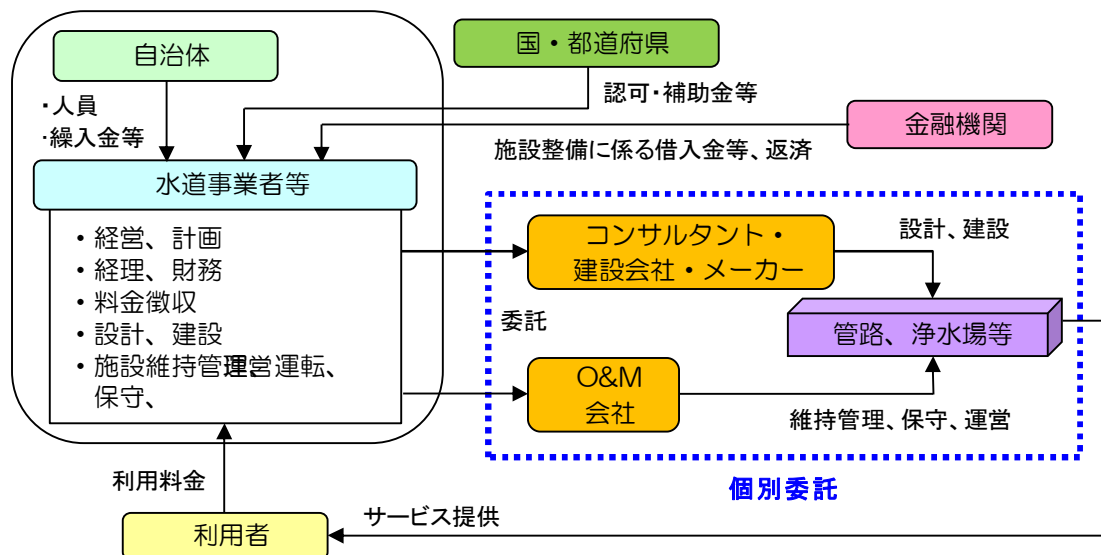 自治体
国・都道府県
・人員
・繰入金等
認可・補助金等
金融機関
施設整備に係る借入金等、返済
水道事業者等
・経営、計画
・経理、財務
・料金徴収
・設計、建設
・施設維持管理、運営運転、
保守、
コンサルタント・
建設会社・メーカー
設計、建設
委託
管路、浄水場等
O&M
会社
維持管理、保守、運営
個別委託
利用料金
サービス提供
利用者